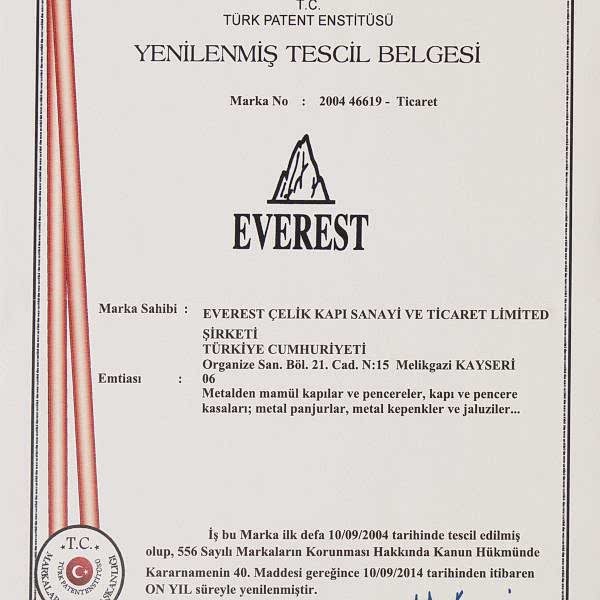 T.C.
TÜRK PATENT ENSTİTÜSÜ
YENİLENMİŞ TESCİL BELGESİ
Marka No : 2004 46619 - Ticaret
EVEREST
Marka Sahibi : EVEREST ÇELİK KAPI SANAYİ VE TİCARET LİMİTED
ŞİRKETİ
TÜRKİYE CUMHURİYETİ
Organize San. Böl. 21. Cad. N:15 Melikgazi KAYSERİ
Emtiası : 06
Metalden mamül kapılar ve pencereler, kapı ve pencere
kasaları; metal panjurlar, metal kepenkler ve jaluziler...
İş bu Marka ilk defa 10/09/2004 tarihinde tescil edilmiş
olup, 556 Sayılı Markaların Korunması Hakkında Kanun Hükmünde
Kararnamenin 40. Maddesi gereğince 10/09/2014 tarihinden itibaren
ON YIL süreyle yenilenmiştir.
T.C.
TÜRK PATENT ENSTİTÜSÜ